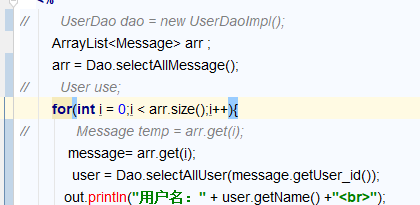 <%
//      UserDao dao = new UserDaoImpl();
ArrayList<Message> arr ;
arr = Dao.selectAllMessage();
//      User use;
for(int i = 0;i < arr.size();i++){
//          Message temp = arr.get(i);
message= arr.get(i);
user = Dao.selectAllUser(message.getUser_id());
out.println("用户名：" + user.getName() +"<br>");